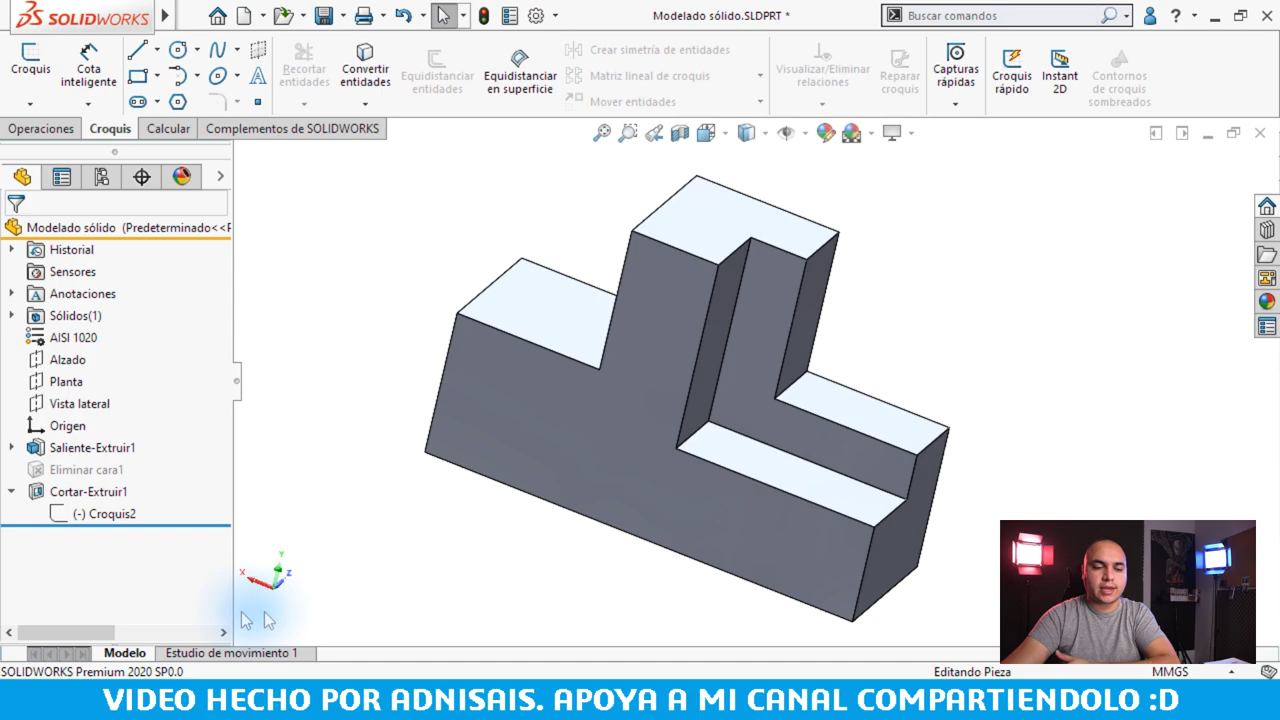 SOLIDWORKS
Modelado sólido.SLDPRT *
Buscar comandos
Croquis
Cota inteligente
Recortar entidades
Convertir entidades
Equidistanciar entidades
Equidistanciar en superficie
Crear simetría de entidades
Matriz lineal de croquis
Mover entidades
Visualizar/Eliminar relaciones
Reparar croquis
Capturas rápidas
Croquis rápido
Instant 2D
Contornos de croquis sombreados
Operaciones
Croquis
Calcular
Complementos de SOLIDWORKS
Modelado sólido (Predeterminado<<P
Historial
Sensores
Anotaciones
Sólidos(1)
AISI 1020
Alzado
Planta
Vista lateral
Origen
Saliente-Extruir1
Eliminar cara1
Cortar-Extruir1
(-) Croquis2
Y
X
Z
Modelo
Estudio de movimiento 1
SOLIDWORKS Premium 2020 SP0.0
Editando Pieza
MMGS
VIDEO HECHO POR ADNISAIS. APOYA A MI CANAL COMPARTIENDOLO :D